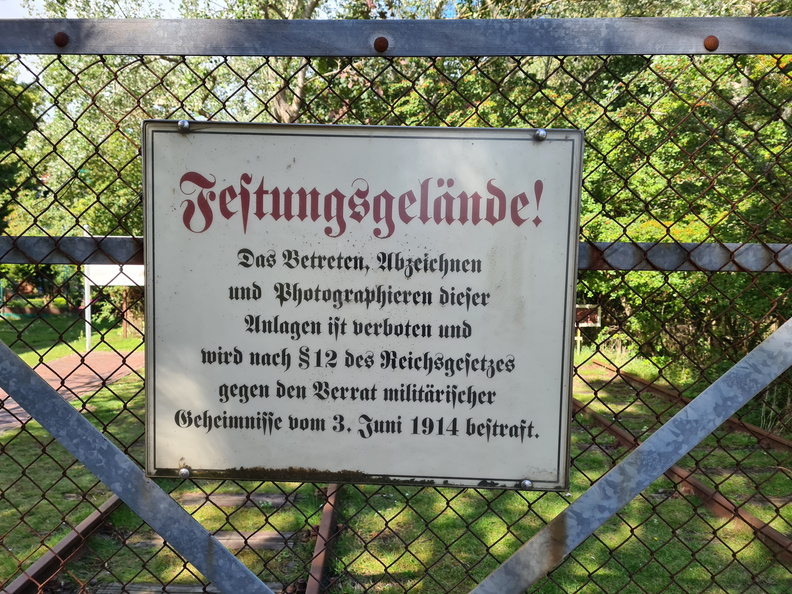 Feſtungsgelände!
Das Betreten, Abzeichnen
und Photographieren dieſer
Anlagen iſt verboten und
wird nach §12 des Reichsgeſetzes
gegen den Verrat militäriſcher
Geheimniſſe vom 3. Juni 1914 beſtraft.